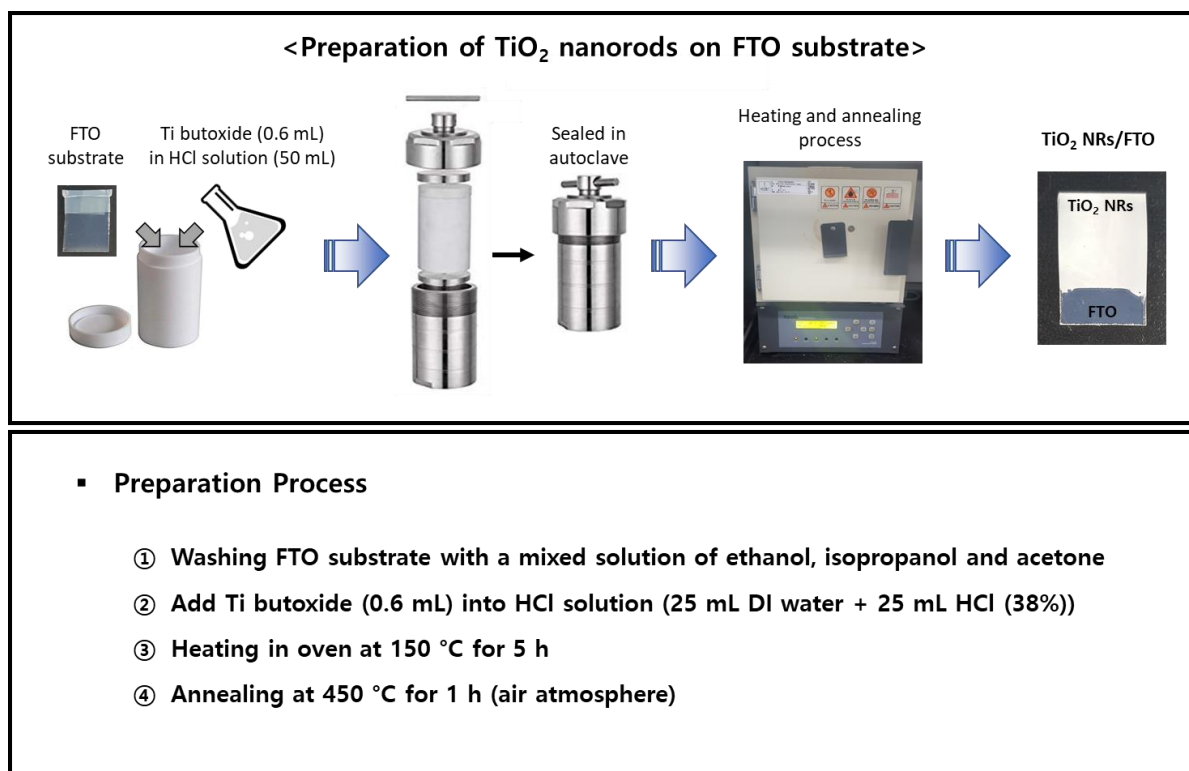 <Preparation of TiO₂ nanorods on FTO substrate>
FTO
substrate
Ti butoxide (0.6 mL)
in HCl solution (50 mL)
Sealed in
autoclave
Heating and annealing
process
TiO₂ NRs/FTO
TiO₂ NRs
FTO
▪ Preparation Process
① Washing FTO substrate with a mixed solution of ethanol, isopropanol and acetone
② Add Ti butoxide (0.6 mL) into HCl solution (25 mL DI water + 25 mL HCl (38%))
③ Heating in oven at 150 °C for 5 h
④ Annealing at 450 °C for 1 h (air atmosphere)